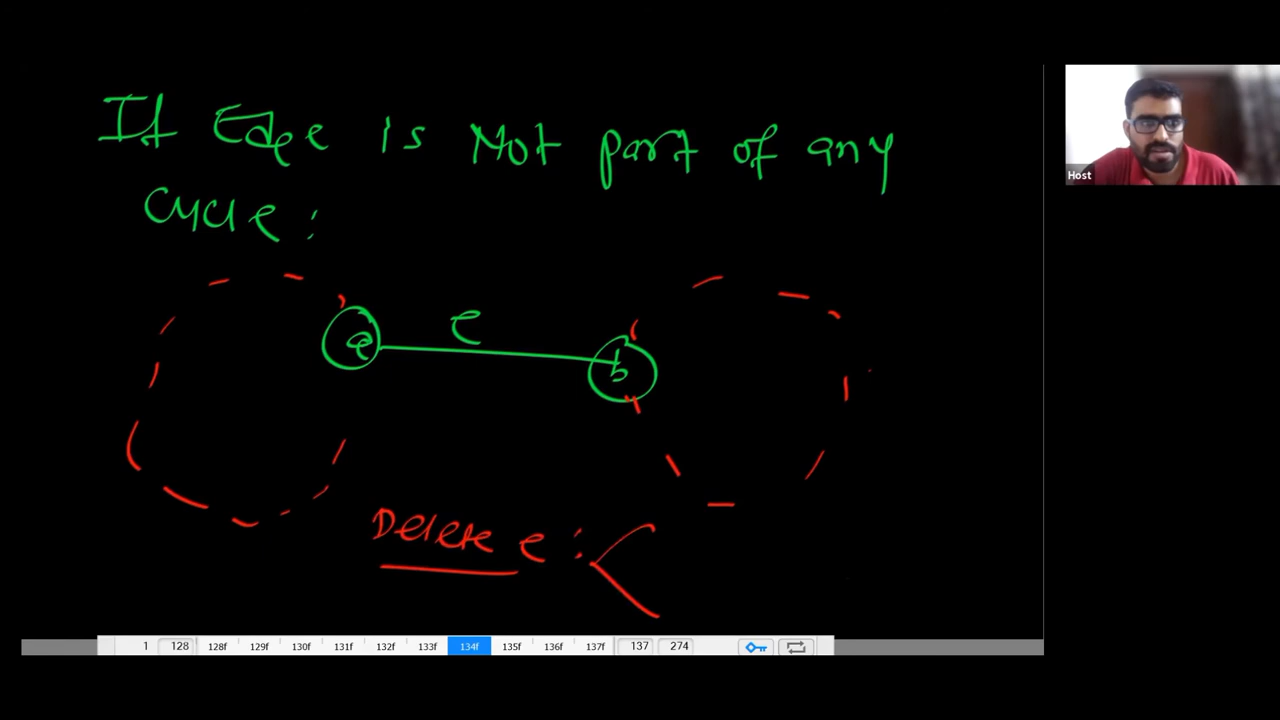 If Edge is Not part of any
cycle:
a e b
Delete e:
Host
1 128 128f 129f 130f 131f 132f 133f 134f 135f 136f 137f 137 274